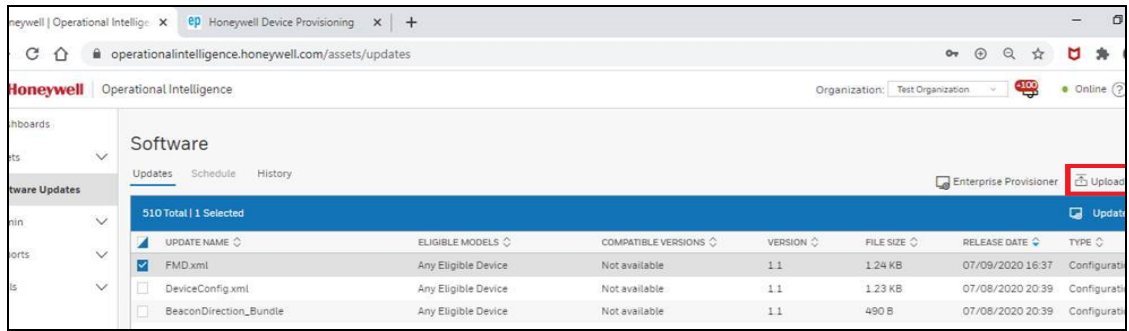 neywell | Operational Intellige × ep Honeywell Device Provisioning × +
operationalintelligence.honeywell.com/assets/updates
Honeywell Operational Intelligence Organization: Test Organization +100 Online ?
hboards
ets
Software
Updates Schedule History
Enterprise Provisioner Upload
tware Updates
510 Total | 1 Selected Update
min
UPDATE NAME ELIGIBLE MODELS COMPATIBLE VERSIONS VERSION FILE SIZE RELEASE DATE TYPE
orts
FMD.xml Any Eligible Device Not available 1.1 1.24 KB 07/09/2020 16:37 Configurati
ls
DeviceConfig.xml Any Eligible Device Not available 1.1 1.23 KB 07/08/2020 20:39 Configurati
BeaconDirection_Bundle Any Eligible Device Not available 1.1 490 B 07/08/2020 20:39 Configurati